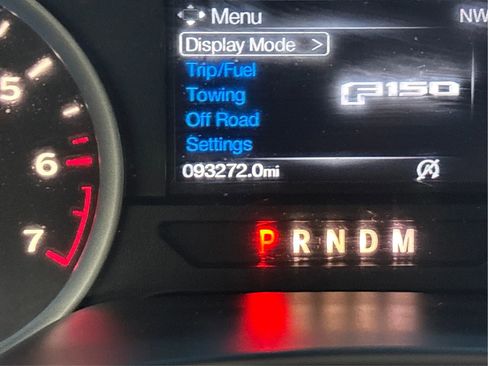 Menu
NW
Display Mode >
Trip/Fuel
Towing
F150
Off Road
Settings
093272.0mi
5
6
7
P R N D M